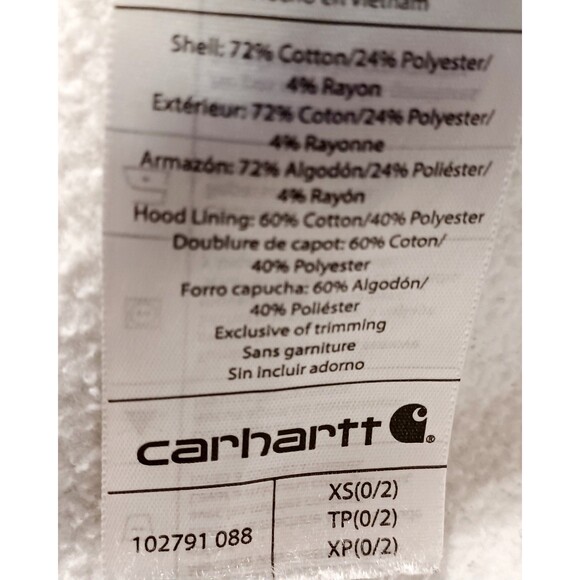 en Vietnam
Shell: 72% Cotton/24% Polyester/
4% Rayon
Extérieur: 72% Coton/24% Polyester/
4% Rayonne
Armazón: 72% Algodón/24% Poliéster/
4% Rayón
Hood Lining: 60% Cotton/40% Polyester
Doublure de capot: 60% Coton/
40% Polyester
Forro capucha: 60% Algodón/
40% Poliéster
Exclusive of trimming
Sans garniture
Sin incluir adorno
carhartt ®
102791 088
XS(0/2)
TP(0/2)
XP(0/2)